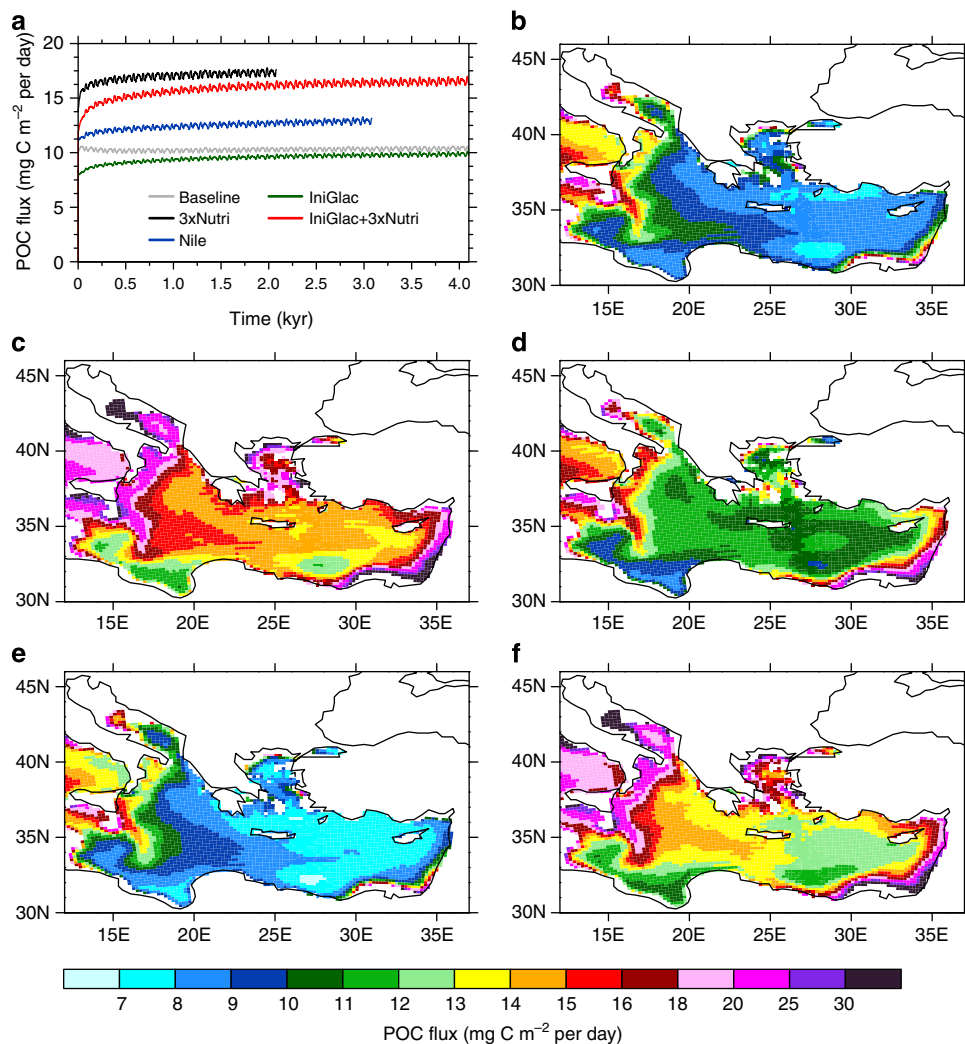 a
POC flux (mg C m⁻² per day)
20
15
10
5
0
Baseline
IniGlac
3xNutri
IniGlac+3xNutri
Nile
0 0.5 1.0 1.5 2.0 2.5 3.0 3.5 4.0
Time (kyr)
b
45N
40N
35N
30N
15E 20E 25E 30E 35E
c
45N
40N
35N
30N
15E 20E 25E 30E 35E
d
45N
40N
35N
30N
15E 20E 25E 30E 35E
e
45N
40N
35N
30N
15E 20E 25E 30E 35E
f
45N
40N
35N
30N
15E 20E 25E 30E 35E
7 8 9 10 11 12 13 14 15 16 18 20 25 30
POC flux (mg C m⁻² per day)